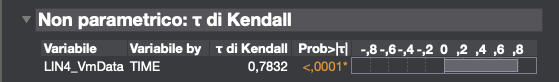 Non parametrico: τ di Kendall
Variabile Variabile by τ di Kendall Prob>|τ| -,8 -,6 -,4 -,2 0 ,2 ,4 ,6 ,8
LIN4_VmData TIME 0,7832 <,0001*